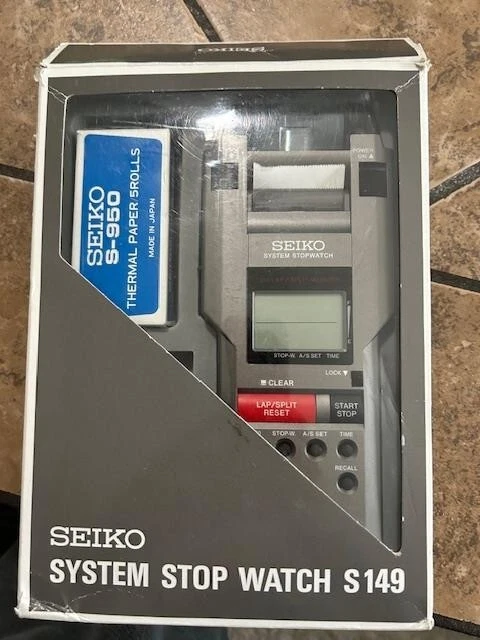 SEIKO
SEIKO
S-950
THERMAL PAPER/5ROLLS
MADE IN JAPAN
POWER
ON ▲
SEIKO
SYSTEM STOPWATCH
STOP-W. A/S SET TIME
LOCK ▼
CLEAR
LAP/SPLIT
RESET
START
STOP
STOP-W. A/S SET TIME
RECALL
SEIKO
SYSTEM STOP WATCH S149